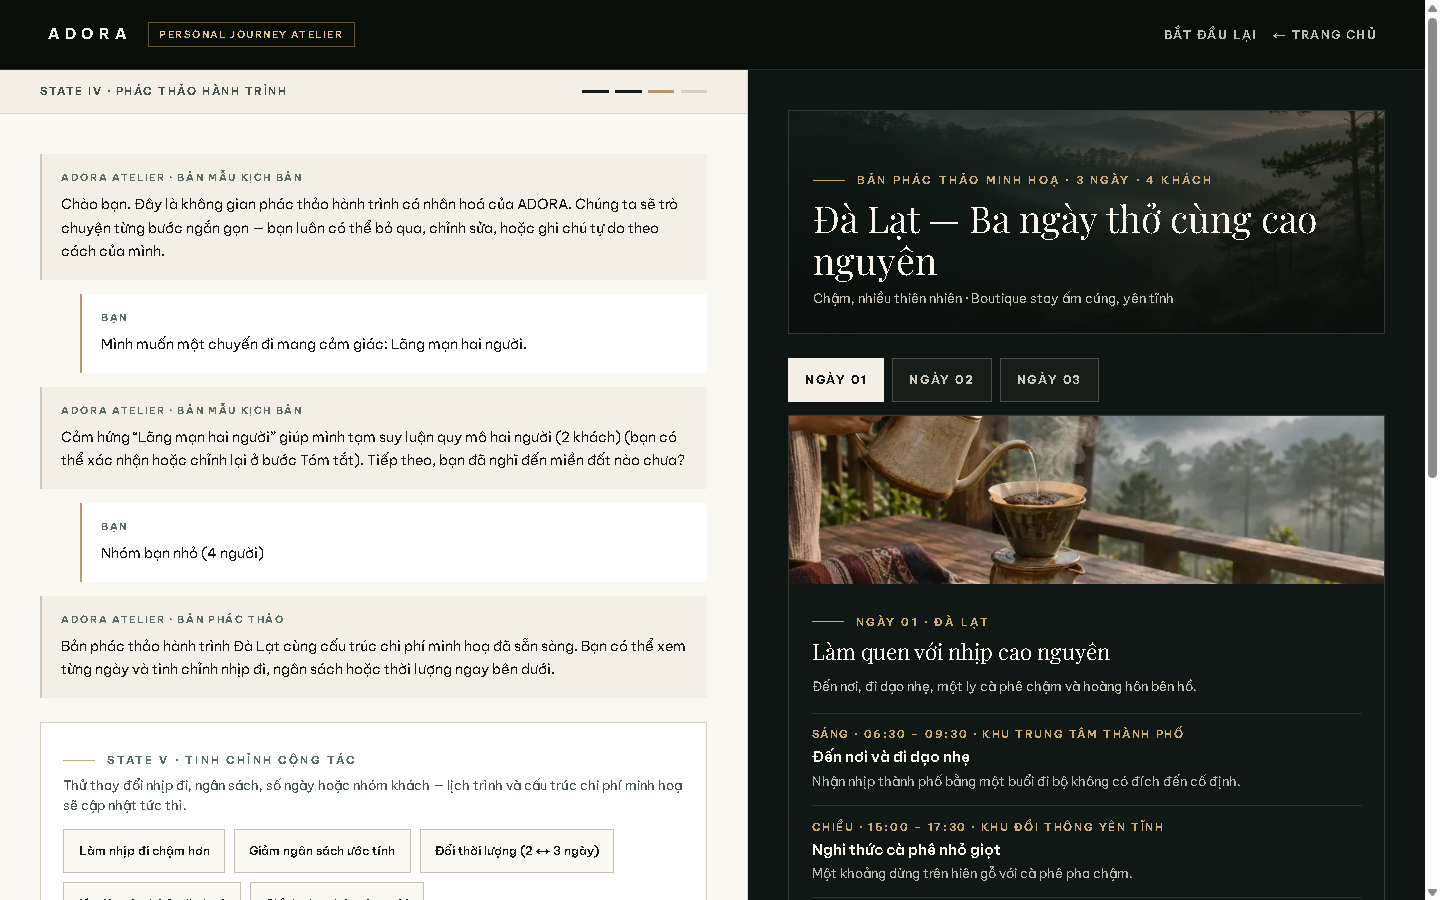 ADORA
PERSONAL JOURNEY ATELIER
BẮT ĐẦU LẠI
← TRANG CHỦ
STATE IV · PHÁC THẢO HÀNH TRÌNH
ADORA ATELIER · BẢN MẪU KỊCH BẢN
Chào bạn. Đây là không gian phác thảo hành trình cá nhân hoá của ADORA. Chúng ta sẽ trò
chuyện từng bước ngắn gọn — bạn luôn có thể bỏ qua, chỉnh sửa, hoặc ghi chú tự do theo
cách của mình.
BẠN
Mình muốn một chuyến đi mang cảm giác: Lãng mạn hai người.
ADORA ATELIER · BẢN MẪU KỊCH BẢN
Cảm hứng “Lãng mạn hai người” giúp mình tạm suy luận quy mô hai người (2 khách) (bạn có
thể xác nhận hoặc chỉnh lại ở bước Tóm tắt). Tiếp theo, bạn đã nghĩ đến miền đất nào chưa?
BẠN
Nhóm bạn nhỏ (4 người)
ADORA ATELIER · BẢN PHÁC THẢO
Bản phác thảo hành trình Đà Lạt cùng cấu trúc chi phí minh hoạ đã sẵn sàng. Bạn có thể xem
từng ngày và tinh chỉnh nhịp đi, ngân sách hoặc thời lượng ngay bên dưới.
STATE V · TINH CHỈNH CỘNG TÁC
Thử thay đổi nhịp đi, ngân sách, số ngày hoặc nhóm khách — lịch trình và cấu trúc chi phí minh hoạ
sẽ cập nhật tức thì.
Làm nhịp đi chậm hơn
Giảm ngân sách ước tính
Đổi thời lượng (2 ↔ 3 ngày)
BẢN PHÁC THẢO MINH HOẠ · 3 NGÀY · 4 KHÁCH
Đà Lạt — Ba ngày thở cùng cao
nguyên
Chậm, nhiều thiên nhiên · Boutique stay ấm cúng, yên tĩnh
NGÀY 01
NGÀY 02
NGÀY 03
NGÀY 01 · ĐÀ LẠT
Làm quen với nhịp cao nguyên
Đến nơi, đi dạo nhẹ, một ly cà phê chậm và hoàng hôn bên hồ.
SÁNG · 06:30 – 09:30 · KHU TRUNG TÂM THÀNH PHỐ
Đến nơi và đi dạo nhẹ
Nhận nhịp thành phố bằng một buổi đi bộ không có đích đến cố định.
CHIỀU · 15:00 – 17:30 · KHU ĐỒI THÔNG YÊN TĨNH
Nghi thức cà phê nhỏ giọt
Một khoảng dừng trên hiên gỗ với cà phê pha chậm.